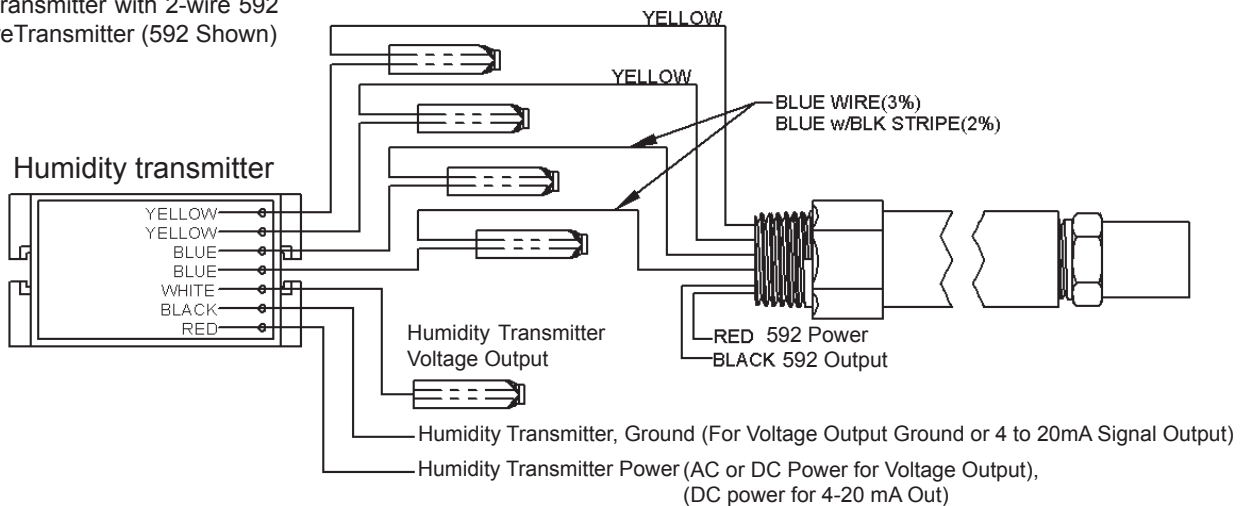 ransmitter with 2-wire 592
eTransmitter (592 Shown)
YELLOW
YELLOW
BLUE WIRE(3%)
BLUE w/BLK STRIPE(2%)
Humidity transmitter
YELLOW
YELLOW
BLUE
BLUE
WHITE
BLACK
RED
Humidity Transmitter
Voltage Output
RED 592 Power
BLACK 592 Output
Humidity Transmitter, Ground (For Voltage Output Ground or 4 to 20mA Signal Output)
Humidity Transmitter Power (AC or DC Power for Voltage Output),
(DC power for 4-20 mA Out)